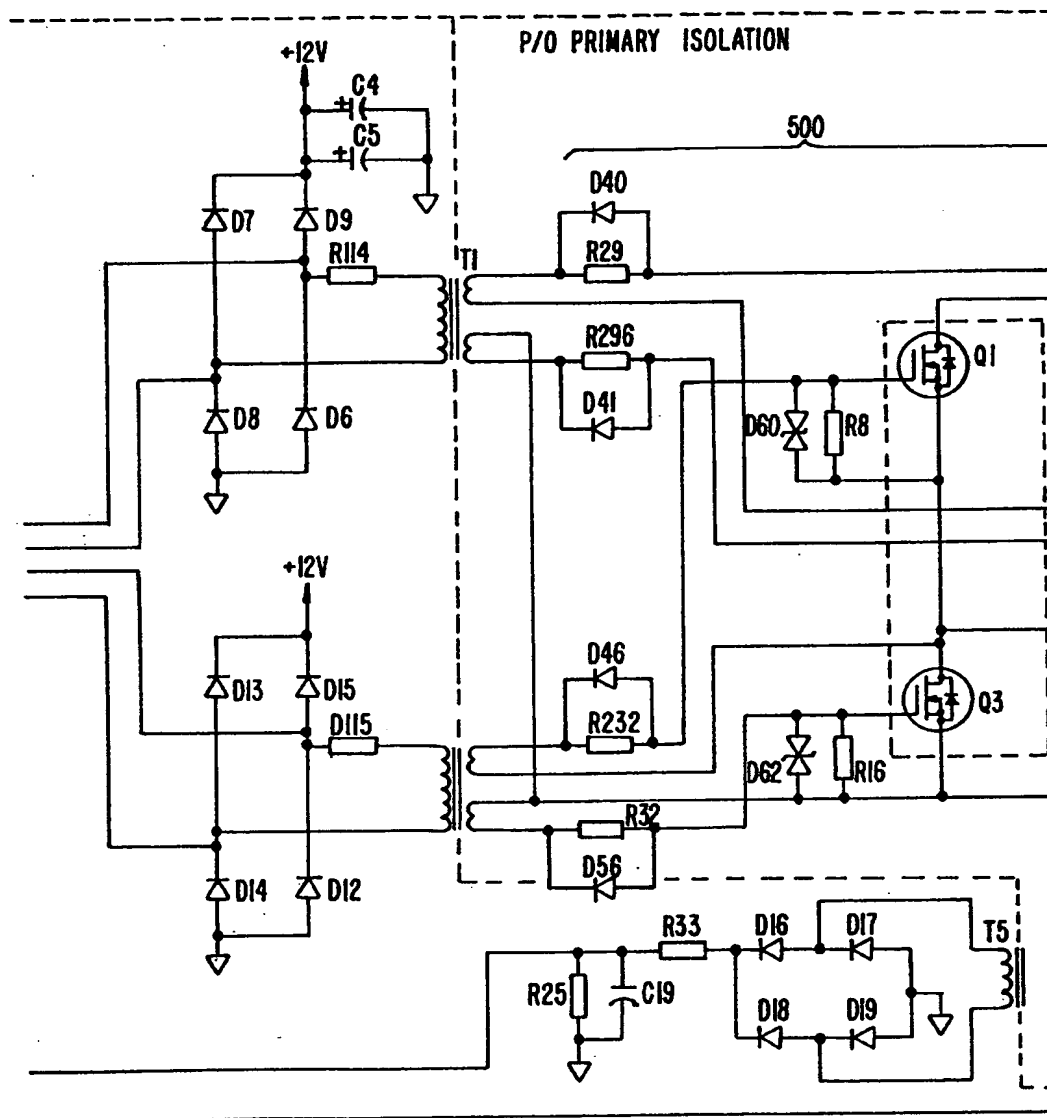 P/O PRIMARY ISOLATION
+12V
C4
C5
500
D40
D7
D9
R114
T1
R29
R296
Q1
D8
D6
D41
D60
R8
+12V
D46
D13
D15
D115
R232
Q3
D62
R16
R32
D56
D14
D12
R33
D16
D17
T5
R25
C19
D18
D19